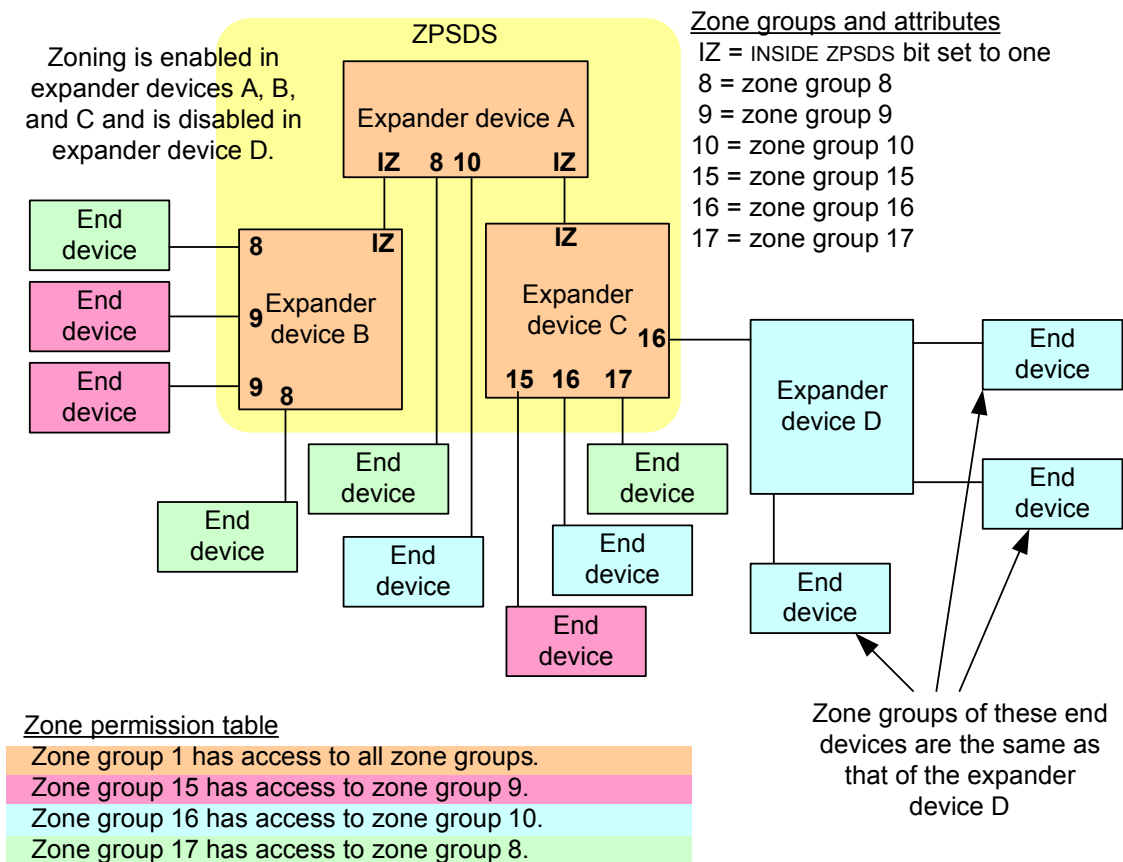 ZPSDS
Zoning is enabled in
expander devices A, B,
and C and is disabled in
expander device D.
Zone groups and attributes
IZ = INSIDE ZPSDS bit set to one
8 = zone group 8
9 = zone group 9
10 = zone group 10
15 = zone group 15
16 = zone group 16
17 = zone group 17
Expander device A
IZ 8 10 IZ
End
device
End
device
End
device
8
9
9
8
IZ
Expander
device B
IZ
Expander
device C
16
15 16 17
Expander
device D
End
device
End
device
End
device
End
device
End
device
End
device
End
device
End
device
End
device
End
device
Zone groups of these end
devices are the same as
that of the expander
device D
Zone permission table
Zone group 1 has access to all zone groups.
Zone group 15 has access to zone group 9.
Zone group 16 has access to zone group 10.
Zone group 17 has access to zone group 8.